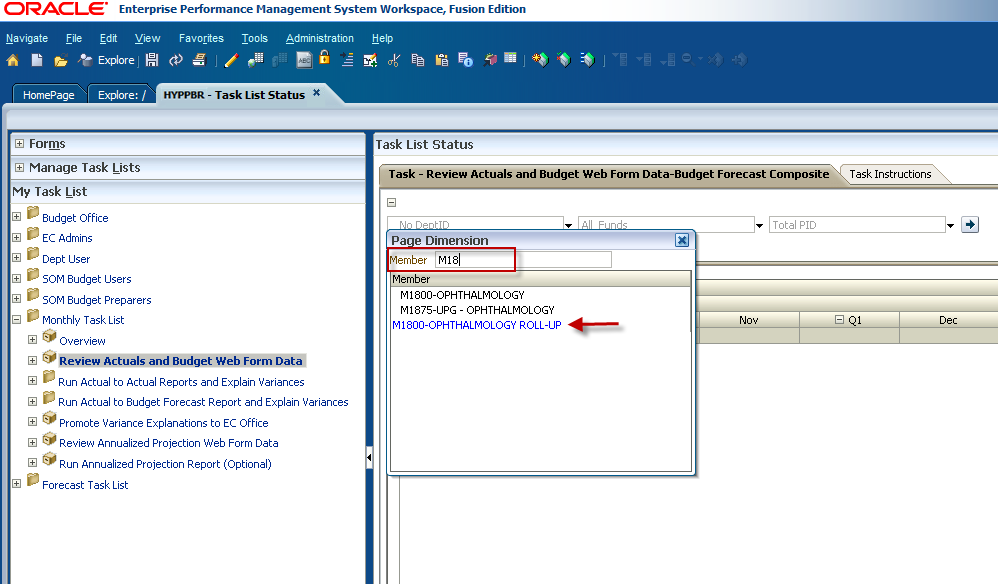 ORACLE Enterprise Performance Management System Workspace, Fusion Edition
Navigate File Edit View Favorites Tools Administration Help
Explore ABC
HomePage Explore: / HYPPBR - Task List Status
Forms
Manage Task Lists
My Task List
Budget Office
EC Admins
Dept User
SOM Budget Users
SOM Budget Preparers
Monthly Task List
Overview
Review Actuals and Budget Web Form Data
Run Actual to Actual Reports and Explain Variances
Run Actual to Budget Forecast Report and Explain Variances
Promote Variance Explanations to EC Office
Review Annualized Projection Web Form Data
Run Annualized Projection Report (Optional)
Forecast Task List
Task List Status
Task - Review Actuals and Budget Web Form Data-Budget Forecast Composite Task Instructions
No DeptID All Funds Total PID
Page Dimension
Member M18
Member
M1800-OPHTHALMOLOGY
M1875-UPG - OPHTHALMOLOGY
M1800-OPHTHALMOLOGY ROLL-UP
Nov Q1 Dec